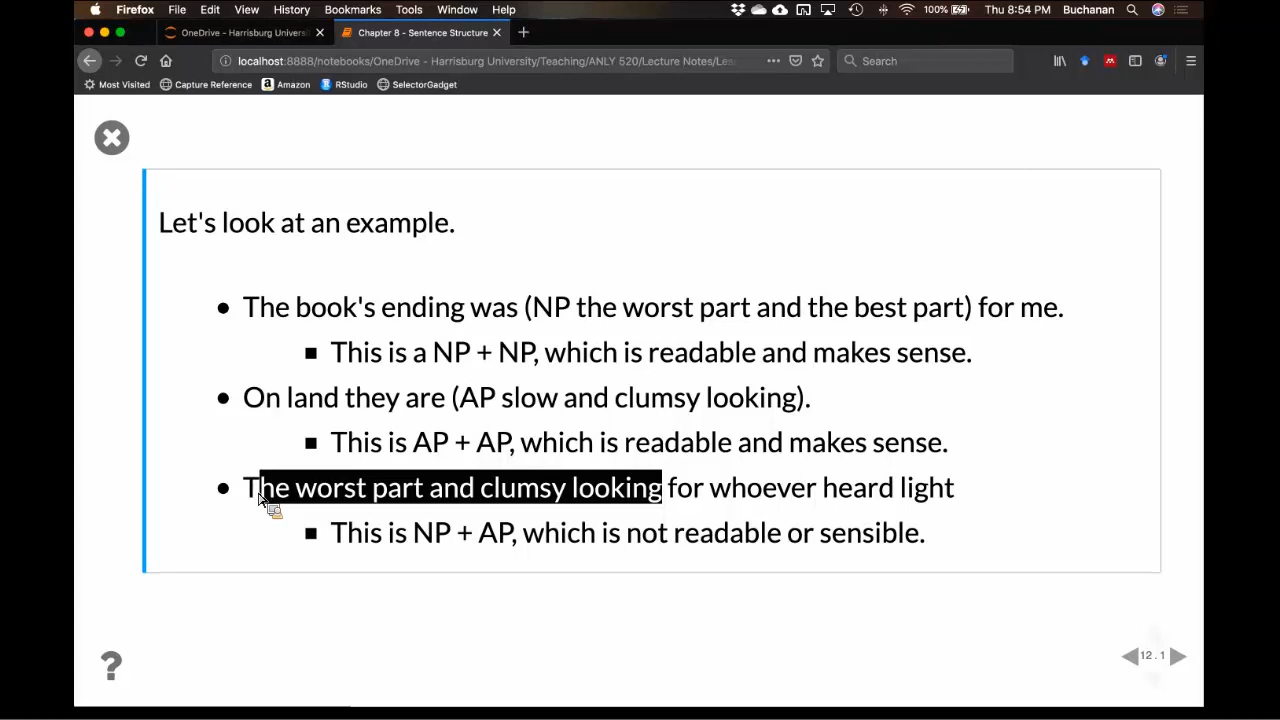 Firefox File Edit View History Bookmarks Tools Window Help 100% Thu 8:54 PM Buchanan
OneDrive - Harrisburg Universi Chapter 8 - Sentence Structure
localhost:8888/notebooks/OneDrive - Harrisburg University/Teaching/ANLY 520/Lecture Notes/Les Search
Most Visited Capture Reference Amazon RStudio SelectorGadget
Let's look at an example.
• The book's ending was (NP the worst part and the best part) for me.
▪ This is a NP + NP, which is readable and makes sense.
• On land they are (AP slow and clumsy looking).
▪ This is AP + AP, which is readable and makes sense.
• The worst part and clumsy looking for whoever heard light
▪ This is NP + AP, which is not readable or sensible.
?
12.1